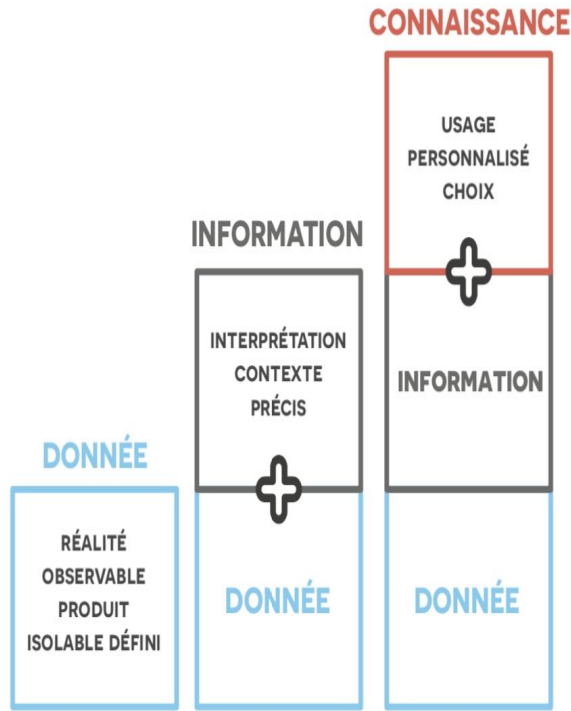 CONNAISSANCE
USAGE
PERSONNALISÉ
CHOIX
INFORMATION
INTERPRÉTATION
CONTEXTE
PRÉCIS
INFORMATION
DONNÉE
RÉALITÉ
OBSERVABLE
PRODUIT
ISOLABLE DÉFINI
DONNÉE
DONNÉE